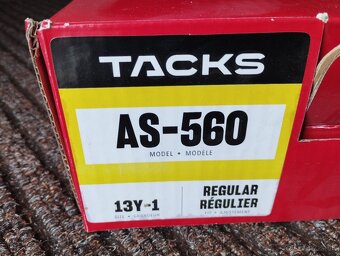 TACKS
AS-560
MODEL • MODÈLE
13Y-1
REGULAR
RÉGULIER
SIZE • GRANDEUR
FIT • AJUSTEMENT